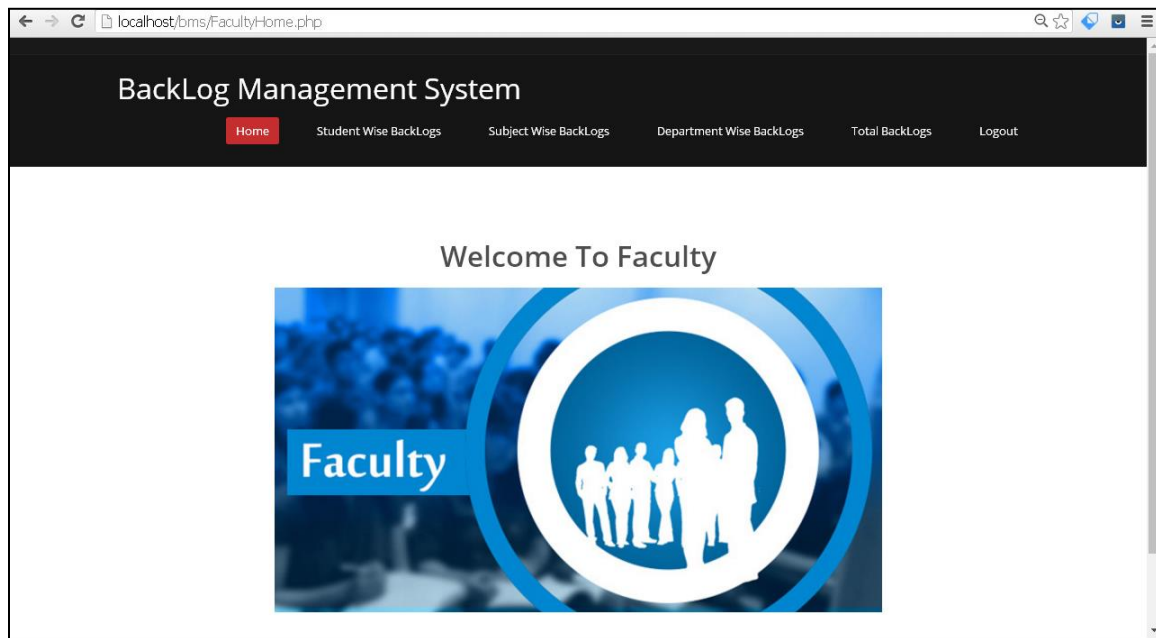 localhost/bms/FacultyHome.php
BackLog Management System
Home Student Wise BackLogs Subject Wise BackLogs Department Wise BackLogs Total BackLogs Logout
Welcome To Faculty
Faculty